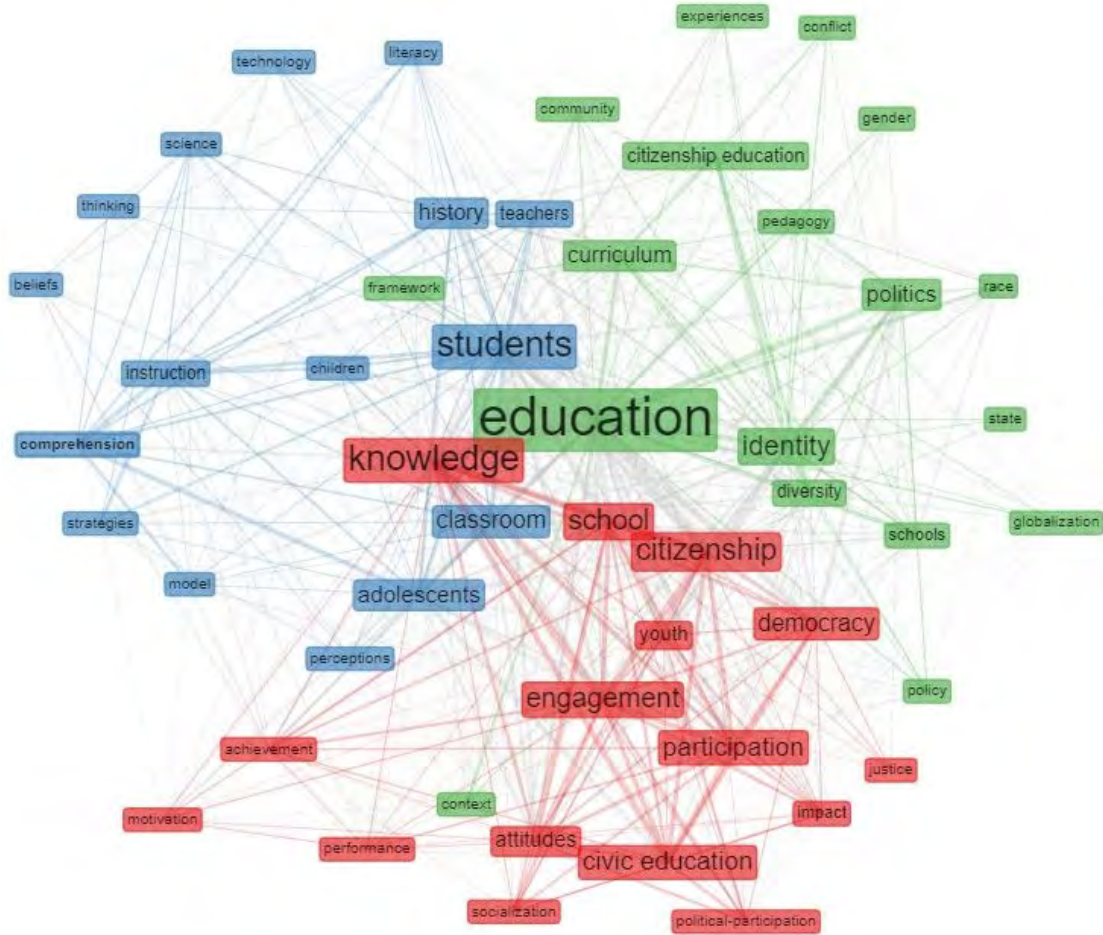 experiences
conflict
literacy
technology
community
gender
science
citizenship education
thinking
history
teachers
pedagogy
curriculum
beliefs
framework
politics
race
students
instruction
children
education
state
comprehension
identity
knowledge
diversity
strategies
classroom
school
globalization
schools
citizenship
model
adolescents
democracy
youth
perceptions
policy
engagement
achievement
participation
justice
context
impact
motivation
attitudes
performance
civic education
socialization
political-participation